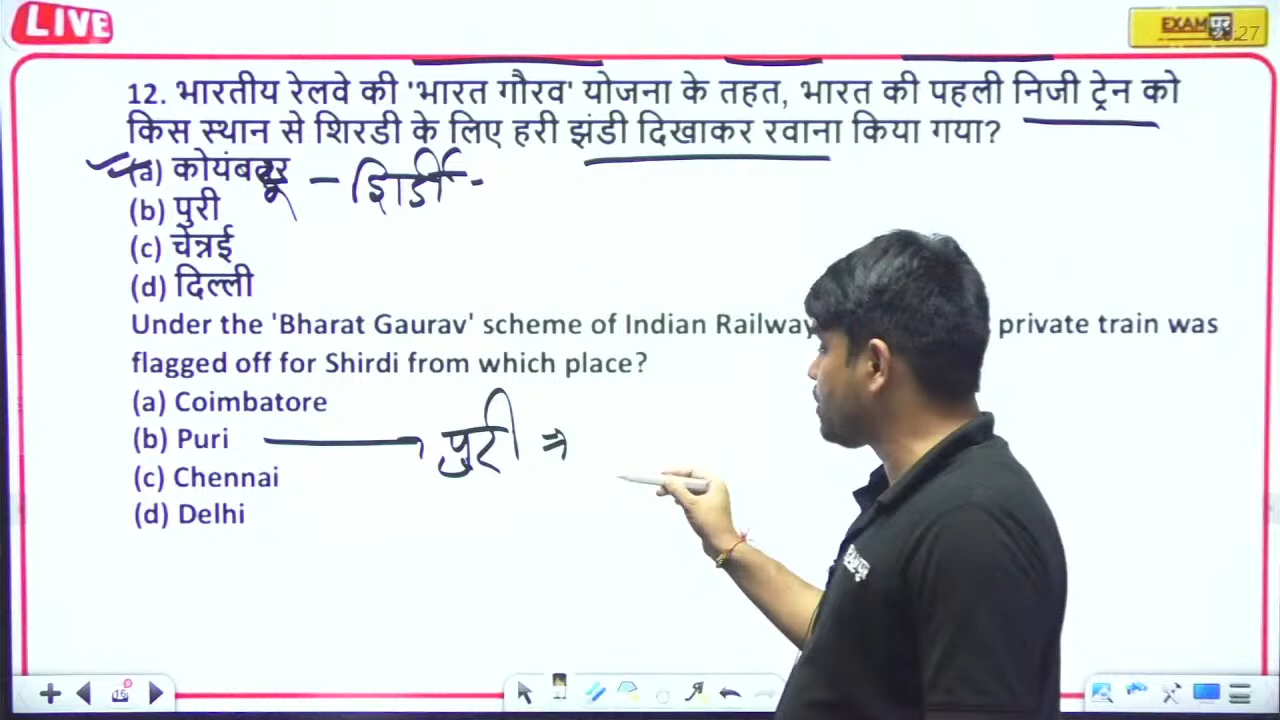 LIVE
EXAM पुर
:27
12. भारतीय रेलवे की 'भारत गौरव' योजना के तहत, भारत की पहली निजी ट्रेन को
किस स्थान से शिरडी के लिए हरी झंडी दिखाकर रवाना किया गया?
(a) कोयंबटूर – शिर्डी -
(b) पुरी
(c) चेन्नई
(d) दिल्ली
Under the 'Bharat Gaurav' scheme of Indian Railway private train was
flagged off for Shirdi from which place?
(a) Coimbatore
(b) Puri पुरी ⇒
(c) Chennai
(d) Delhi